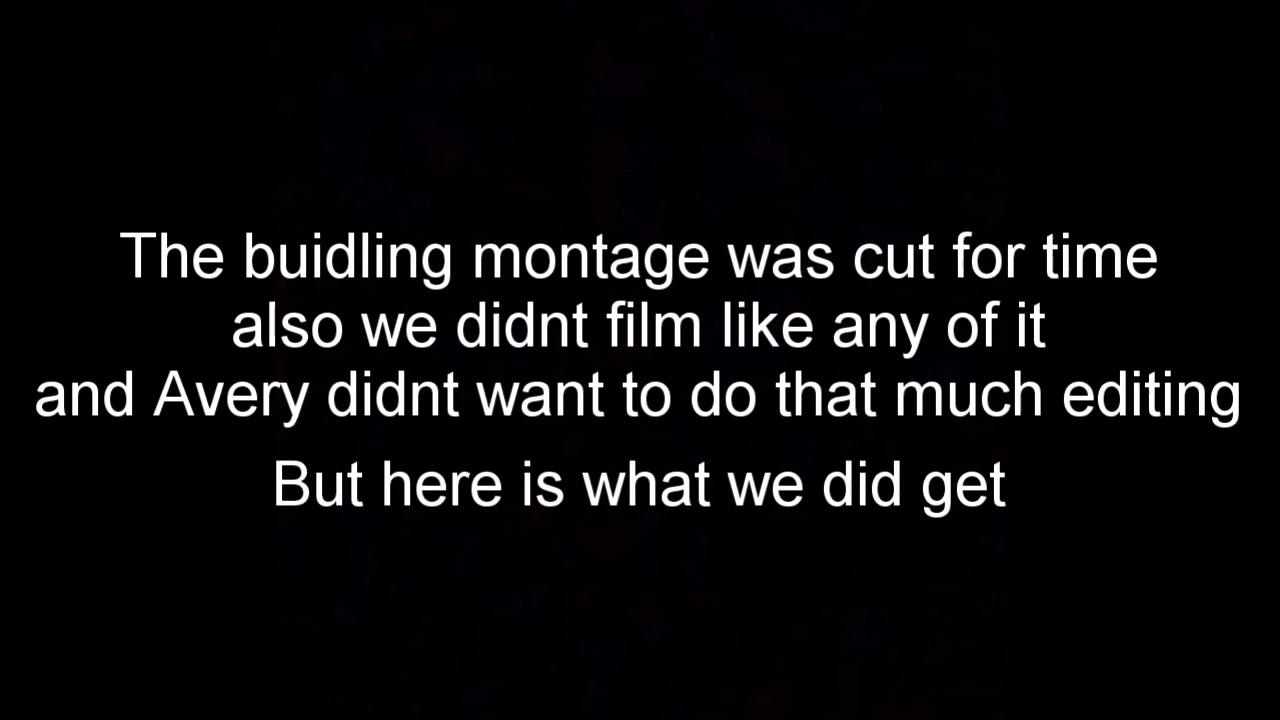 The buidling montage was cut for time
also we didnt film like any of it
and Avery didnt want to do that much editing
But here is what we did get